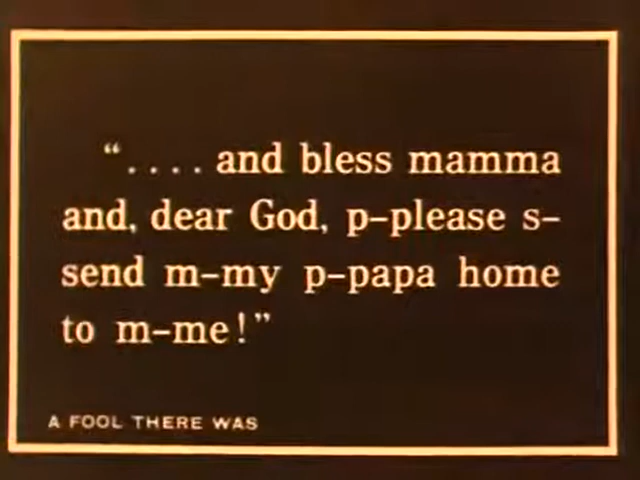 “. . . . and bless mamma
and, dear God, p–please s–
send m–my p–papa home
to m–me!”
A FOOL THERE WAS